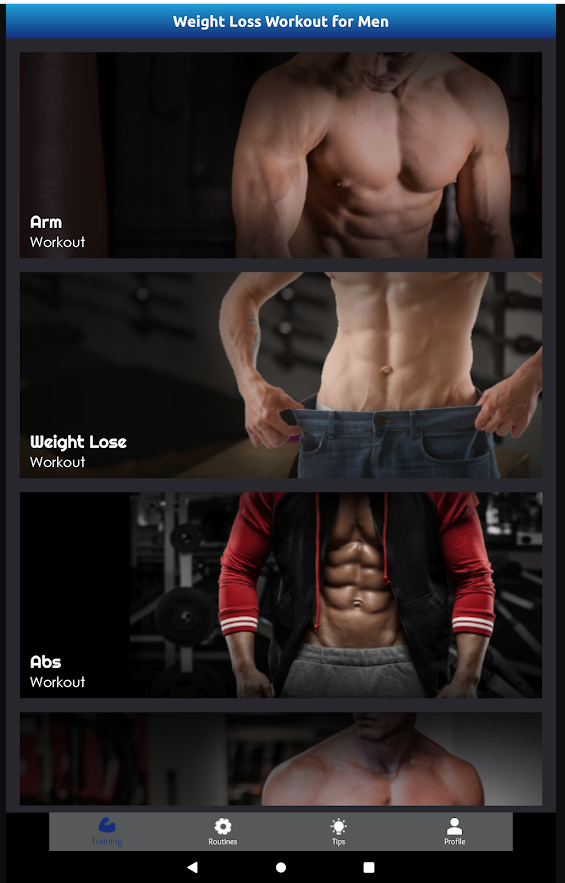 Weight Loss Workout for Men
Arm
Workout
Weight Lose
Workout
Abs
Workout
Training
Routines
Tips
Profile